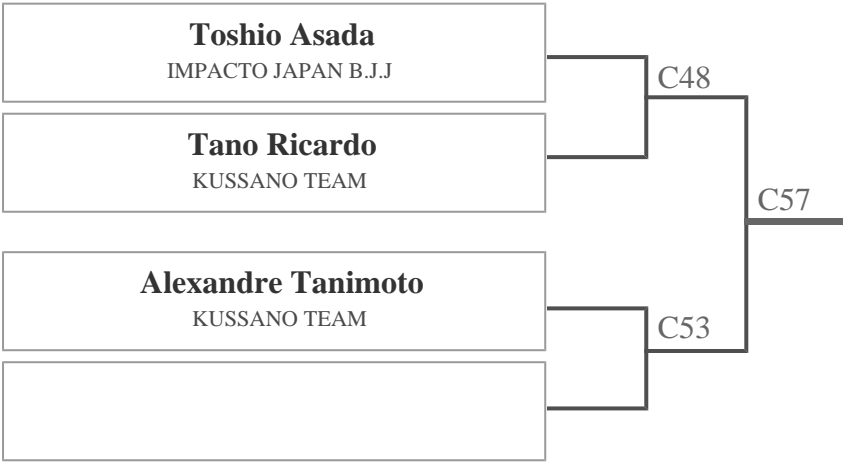 Toshio Asada
IMPACTO JAPAN B.J.J
C48
Tano Ricardo
KUSSANO TEAM
C57
Alexandre Tanimoto
KUSSANO TEAM
C53